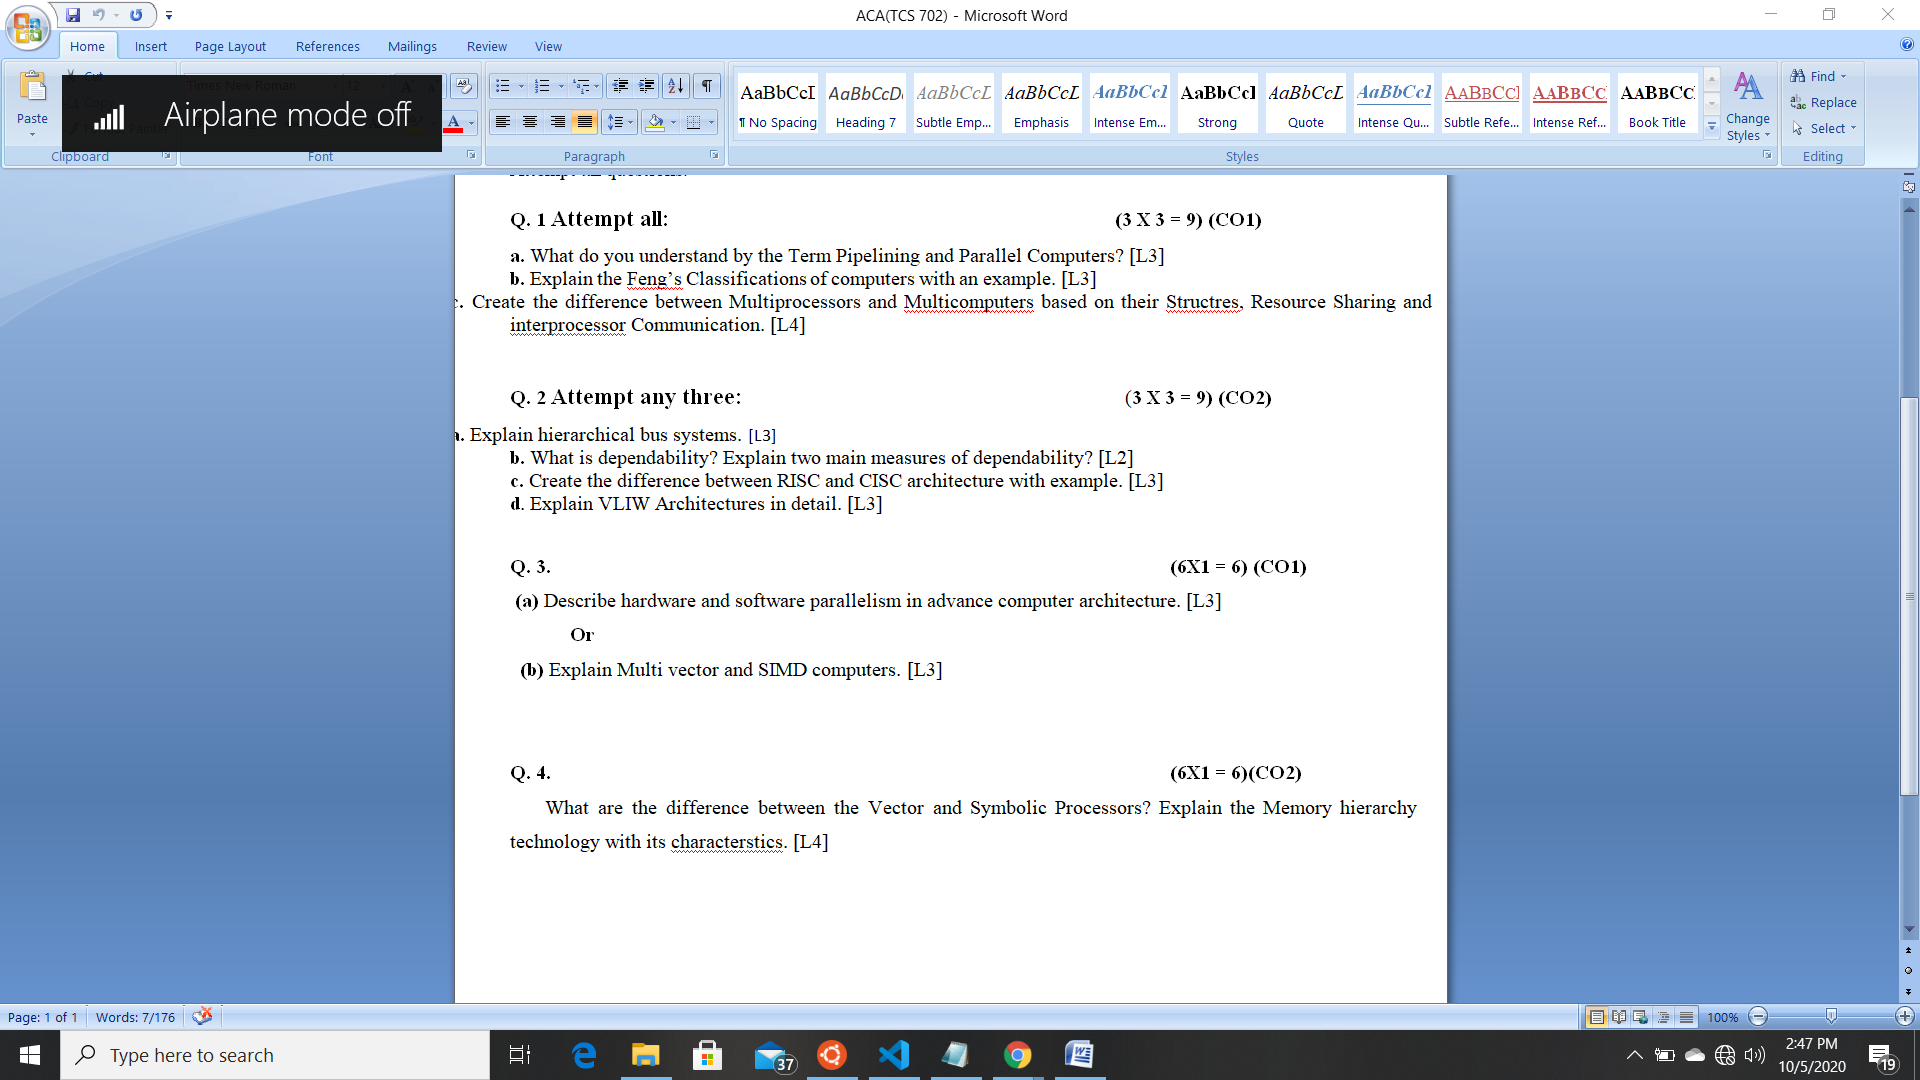 ACA(TCS 702) - Microsoft Word
Home Insert Page Layout References Mailings Review View
Airplane mode off
Paste
Clipboard
Font
Paragraph
AaBbCcI AaBbCcD AaBbCcL AaBbCcL AaBbCcI AaBbCcI AaBbCcL AaBbCcI AABBCCI AABBCC AABBCC
¶ No Spacing Heading 7 Subtle Emp... Emphasis Intense Em... Strong Quote Intense Qu... Subtle Refe... Intense Ref... Book Title
Change Styles
Styles
Find
Replace
Select
Editing
Q. 1 Attempt all: (3 X 3 = 9) (CO1)
a. What do you understand by the Term Pipelining and Parallel Computers? [L3]
b. Explain the Feng's Classifications of computers with an example. [L3]
c. Create the difference between Multiprocessors and Multicomputers based on their Structres, Resource Sharing and
interprocessor Communication. [L4]
Q. 2 Attempt any three: (3 X 3 = 9) (CO2)
a. Explain hierarchical bus systems. [L3]
b. What is dependability? Explain two main measures of dependability? [L2]
c. Create the difference between RISC and CISC architecture with example. [L3]
d. Explain VLIW Architectures in detail. [L3]
Q. 3. (6X1 = 6) (CO1)
(a) Describe hardware and software parallelism in advance computer architecture. [L3]
Or
(b) Explain Multi vector and SIMD computers. [L3]
Q. 4. (6X1 = 6)(CO2)
What are the difference between the Vector and Symbolic Processors? Explain the Memory hierarchy
technology with its characterstics. [L4]
Page: 1 of 1 Words: 7/176 100%
Type here to search
37
2:47 PM
10/5/2020
19